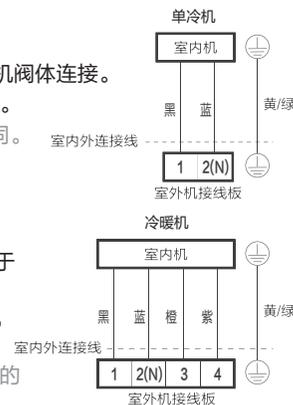 单冷机
室内机
机阀体连接。
。
黑 蓝 黄/绿
同。
室内外连接线
1 2(N)
室外机接线板
冷暖机
室内机
于
黑 蓝 橙 紫 黄/绿
室内外连接线
的
1 2(N) 3 4
室外机接线板